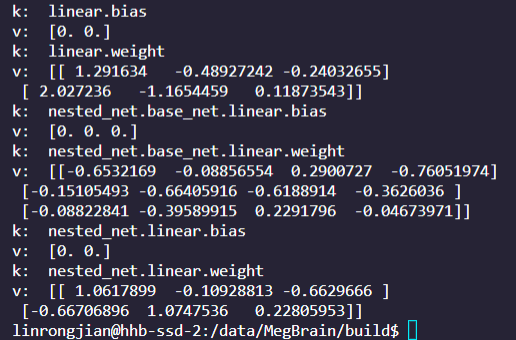 k:  linear.bias
v:  [0. 0.]
k:  linear.weight
v:  [[ 1.291634   -0.48927242 -0.24032655]
 [ 2.027236   -1.1654459   0.11873543]]
k:  nested_net.base_net.linear.bias
v:  [0. 0. 0.]
k:  nested_net.base_net.linear.weight
v:  [[-0.6532169  -0.08856554  0.2900727  -0.76051974]
 [-0.15105493 -0.66405916 -0.6188914  -0.3626036 ]
 [-0.08822841 -0.39589915  0.2291796  -0.04673971]]
k:  nested_net.linear.bias
v:  [0. 0.]
k:  nested_net.linear.weight
v:  [[ 1.0617899  -0.10928813 -0.6629666 ]
 [-0.66706896  1.0747536   0.22805953]]
linrongjian@hhb-ssd-2:/data/MegBrain/build$